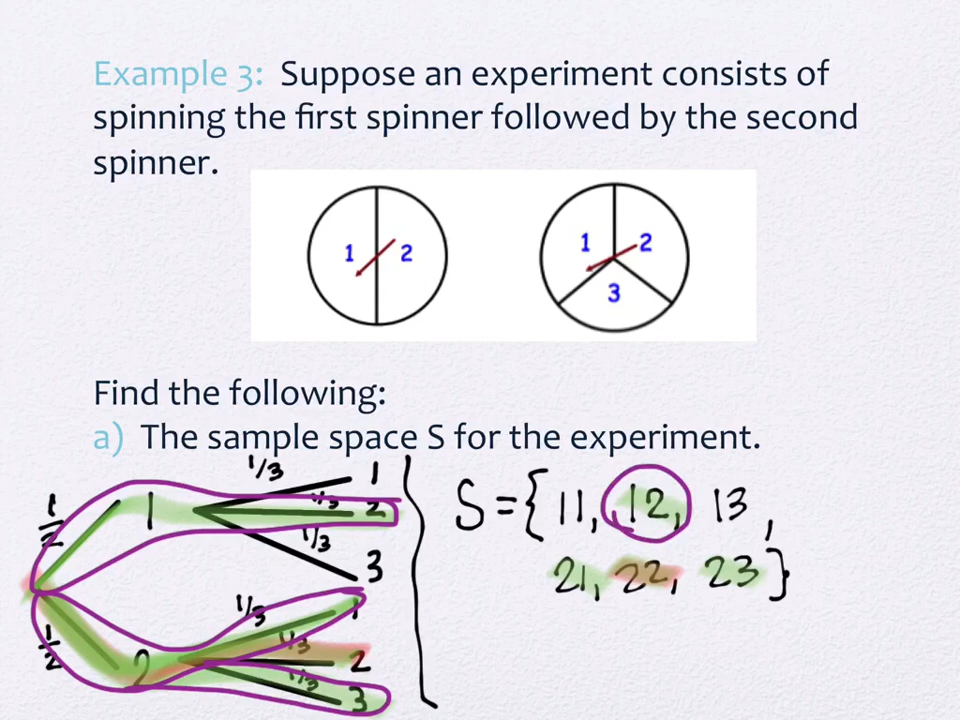 Example 3: Suppose an experiment consists of
spinning the first spinner followed by the second
spinner.
1 2
1 2
3
Find the following:
a) The sample space S for the experiment.
1/2 1 1/3 1
1/3 2
1/3 3
1/2 2 1/3 1
1/3 2
1/3 3
S = { 11, 12, 13,
21, 22, 23 }